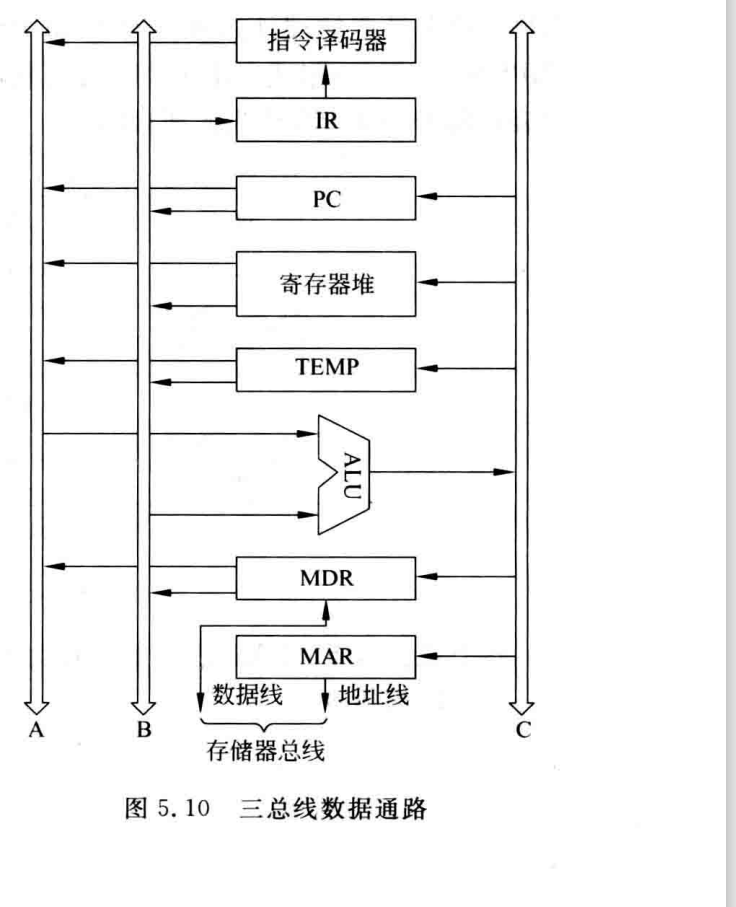 指令译码器
IR
PC
寄存器堆
TEMP
ALU
MDR
MAR
数据线
地址线
A
B
存储器总线
C
图 5.10 三总线数据通路